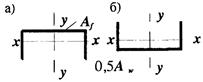 а) y A_f б) y
x x x x
y 0,5A_w y